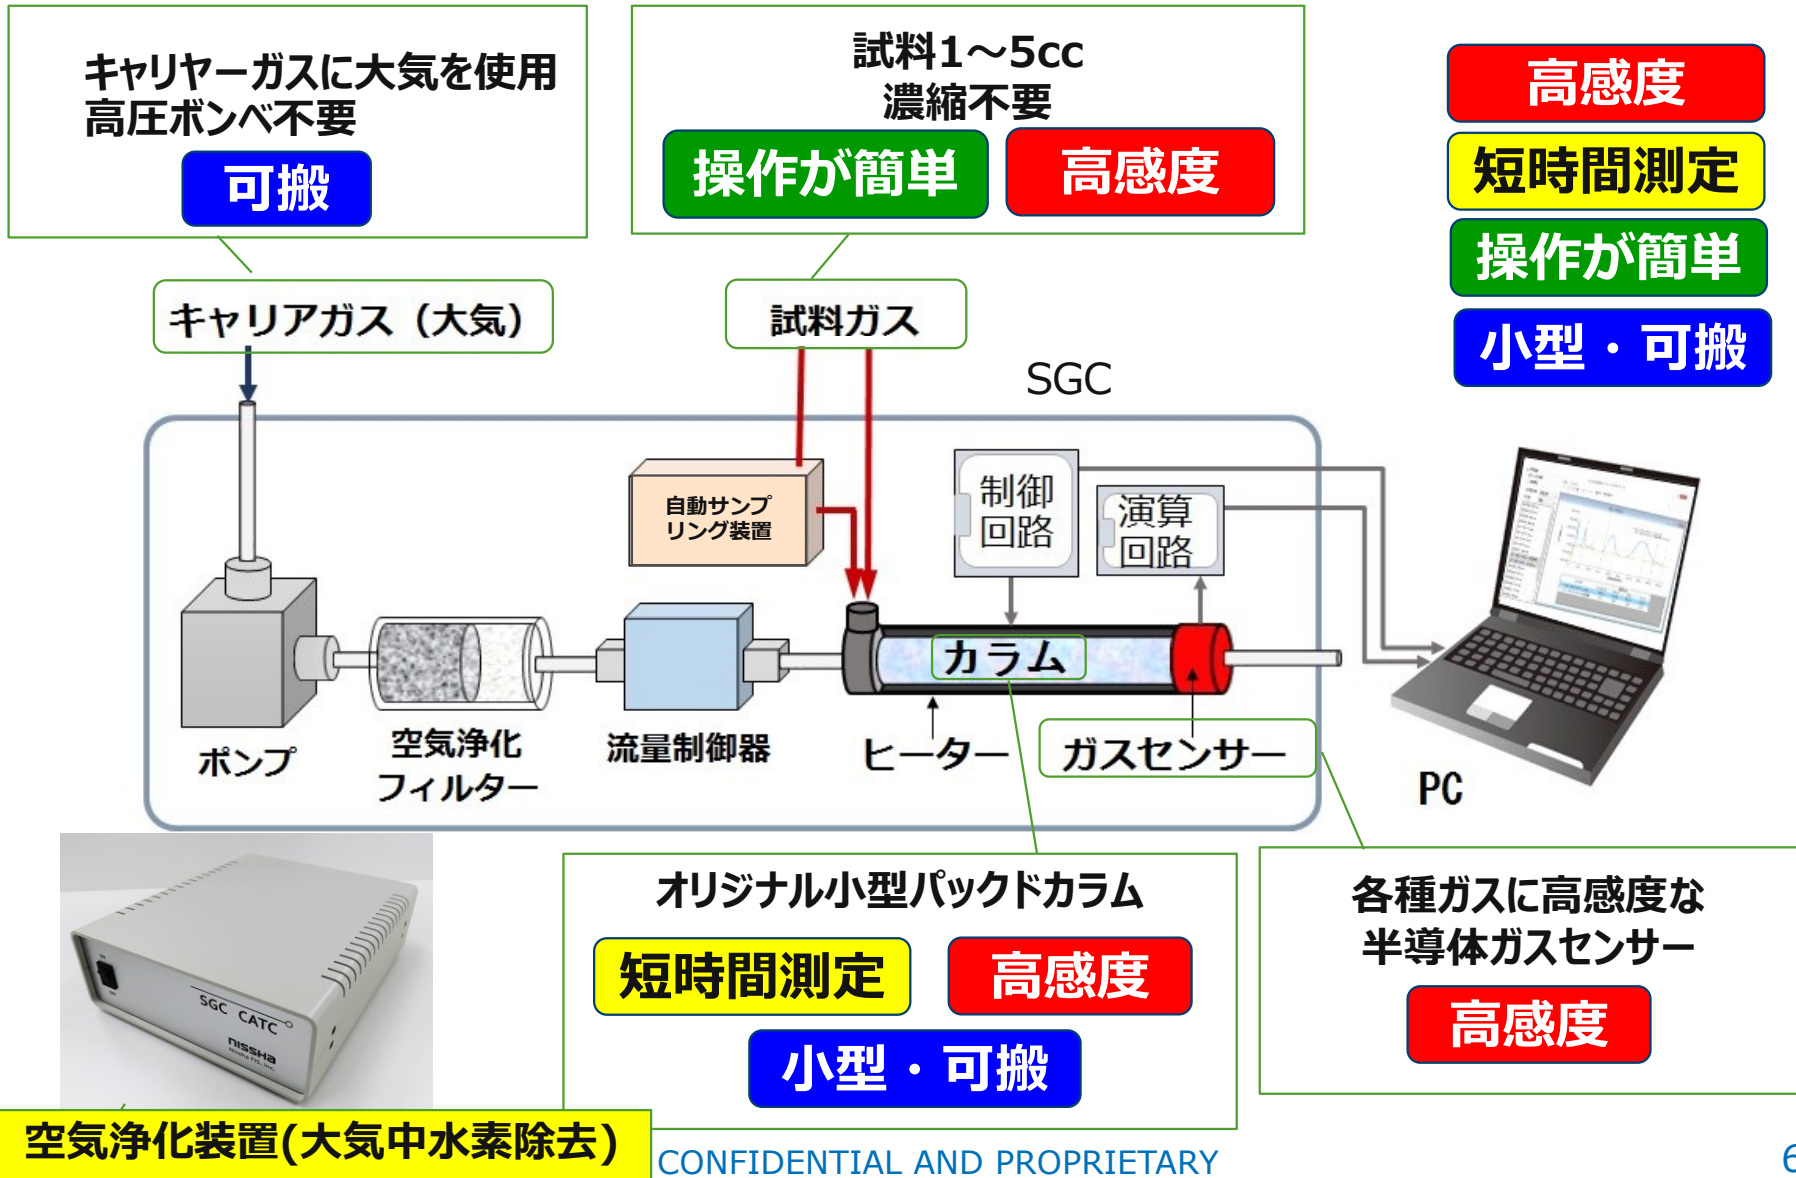 キャリヤーガスに大気を使用
高圧ボンベ不要
可搬
試料1～5cc
濃縮不要
操作が簡単
高感度
高感度
短時間測定
操作が簡単
小型・可搬
キャリアガス（大気）
試料ガス
SGC
自動サンプ
リング装置
制御
回路
演算
回路
カラム
ポンプ
空気浄化
フィルター
流量制御器
ヒーター
ガスセンサー
PC
SGC CATC
NISSHA
Nissha FIS, Inc.
オリジナル小型パックドカラム
短時間測定
高感度
小型・可搬
各種ガスに高感度な
半導体ガスセンサー
高感度
空気浄化装置(大気中水素除去)
CONFIDENTIAL AND PROPRIETARY
6